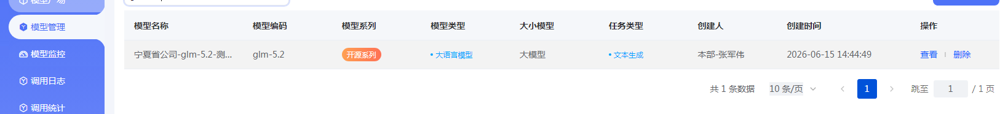 模型广场
模型管理
模型监控
调用日志
调用统计
模型名称 模型编码 模型系列 模型类型 大小模型 任务类型 创建人 创建时间 操作
宁夏省公司-glm-5.2-测... glm-5.2 开源系列 大语言模型 大模型 文本生成 本部-张军伟 2026-06-15 14:44:49 查看 删除
共 1 条数据 10 条/页 1 跳至 1 / 1 页